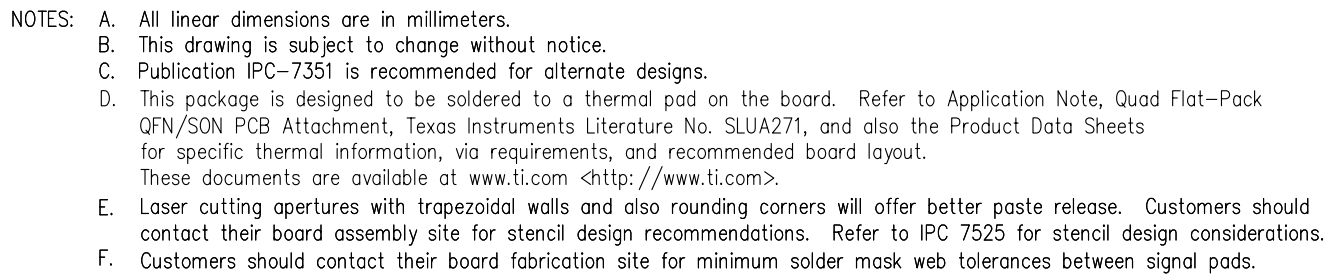 NOTES: A. All linear dimensions are in millimeters.
B. This drawing is subject to change without notice.
C. Publication IPC-7351 is recommended for alternate designs.
D. This package is designed to be soldered to a thermal pad on the board. Refer to Application Note, Quad Flat-Pack
QFN/SON PCB Attachment, Texas Instruments Literature No. SLUA271, and also the Product Data Sheets
for specific thermal information, via requirements, and recommended board layout.
These documents are available at www.ti.com <http://www.ti.com>.
E. Laser cutting apertures with trapezoidal walls and also rounding corners will offer better paste release. Customers should
contact their board assembly site for stencil design recommendations. Refer to IPC 7525 for stencil design considerations.
F. Customers should contact their board fabrication site for minimum solder mask web tolerances between signal pads.